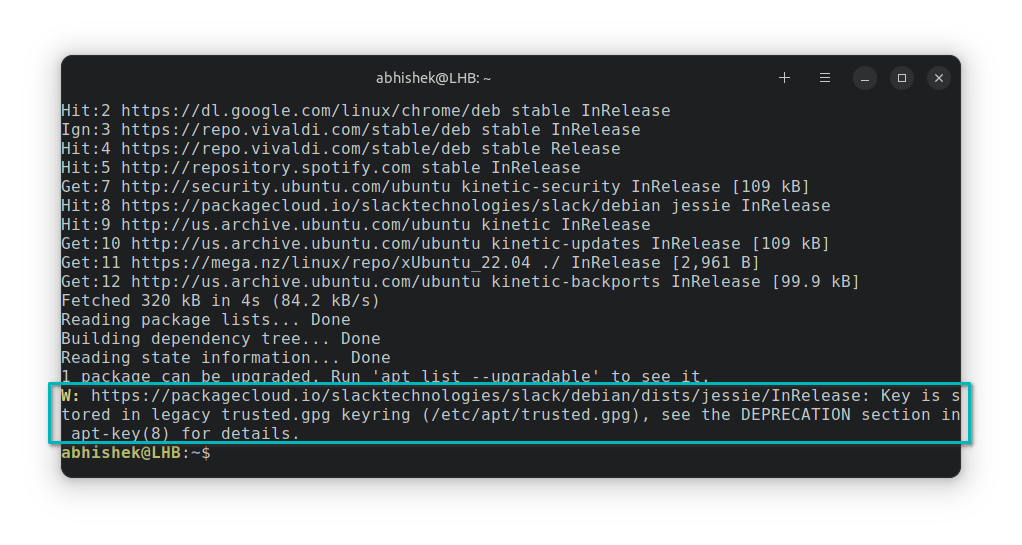 abhishek@LHB: ~
Hit:2 https://dl.google.com/linux/chrome/deb stable InRelease
Ign:3 https://repo.vivaldi.com/stable/deb stable InRelease
Hit:4 https://repo.vivaldi.com/stable/deb stable Release
Hit:5 http://repository.spotify.com stable InRelease
Get:7 http://security.ubuntu.com/ubuntu kinetic-security InRelease [109 kB]
Hit:8 https://packagecloud.io/slacktechnologies/slack/debian jessie InRelease
Hit:9 http://us.archive.ubuntu.com/ubuntu kinetic InRelease
Get:10 http://us.archive.ubuntu.com/ubuntu kinetic-updates InRelease [109 kB]
Get:11 https://mega.nz/linux/repo/xUbuntu_22.04 ./ InRelease [2,961 B]
Get:12 http://us.archive.ubuntu.com/ubuntu kinetic-backports InRelease [99.9 kB]
Fetched 320 kB in 4s (84.2 kB/s)
Reading package lists... Done
Building dependency tree... Done
Reading state information... Done
1 package can be upgraded. Run 'apt list --upgradable' to see it.
W: https://packagecloud.io/slacktechnologies/slack/debian/dists/jessie/InRelease: Key is s
tored in legacy trusted.gpg keyring (/etc/apt/trusted.gpg), see the DEPRECATION section in
 apt-key(8) for details.
abhishek@LHB:~$